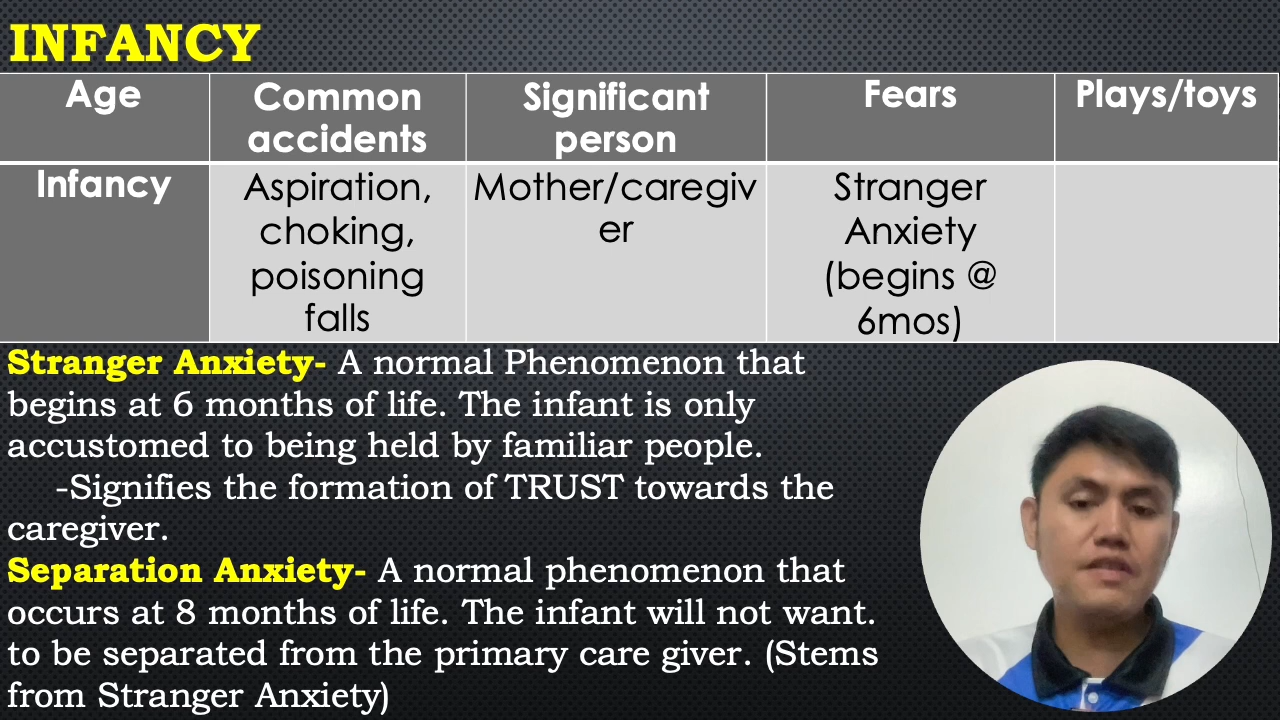 INFANCY
Age
Common
accidents
Significant
person
Fears
Plays/toys
Infancy
Aspiration,
choking,
poisoning
falls
Mother/caregiv
er
Stranger
Anxiety
(begins @
6mos)
Stranger Anxiety- A normal Phenomenon that
begins at 6 months of life. The infant is only
accustomed to being held by familiar people.
-Signifies the formation of TRUST towards the
caregiver.
Separation Anxiety- A normal phenomenon that
occurs at 8 months of life. The infant will not want.
to be separated from the primary care giver. (Stems
from Stranger Anxiety)